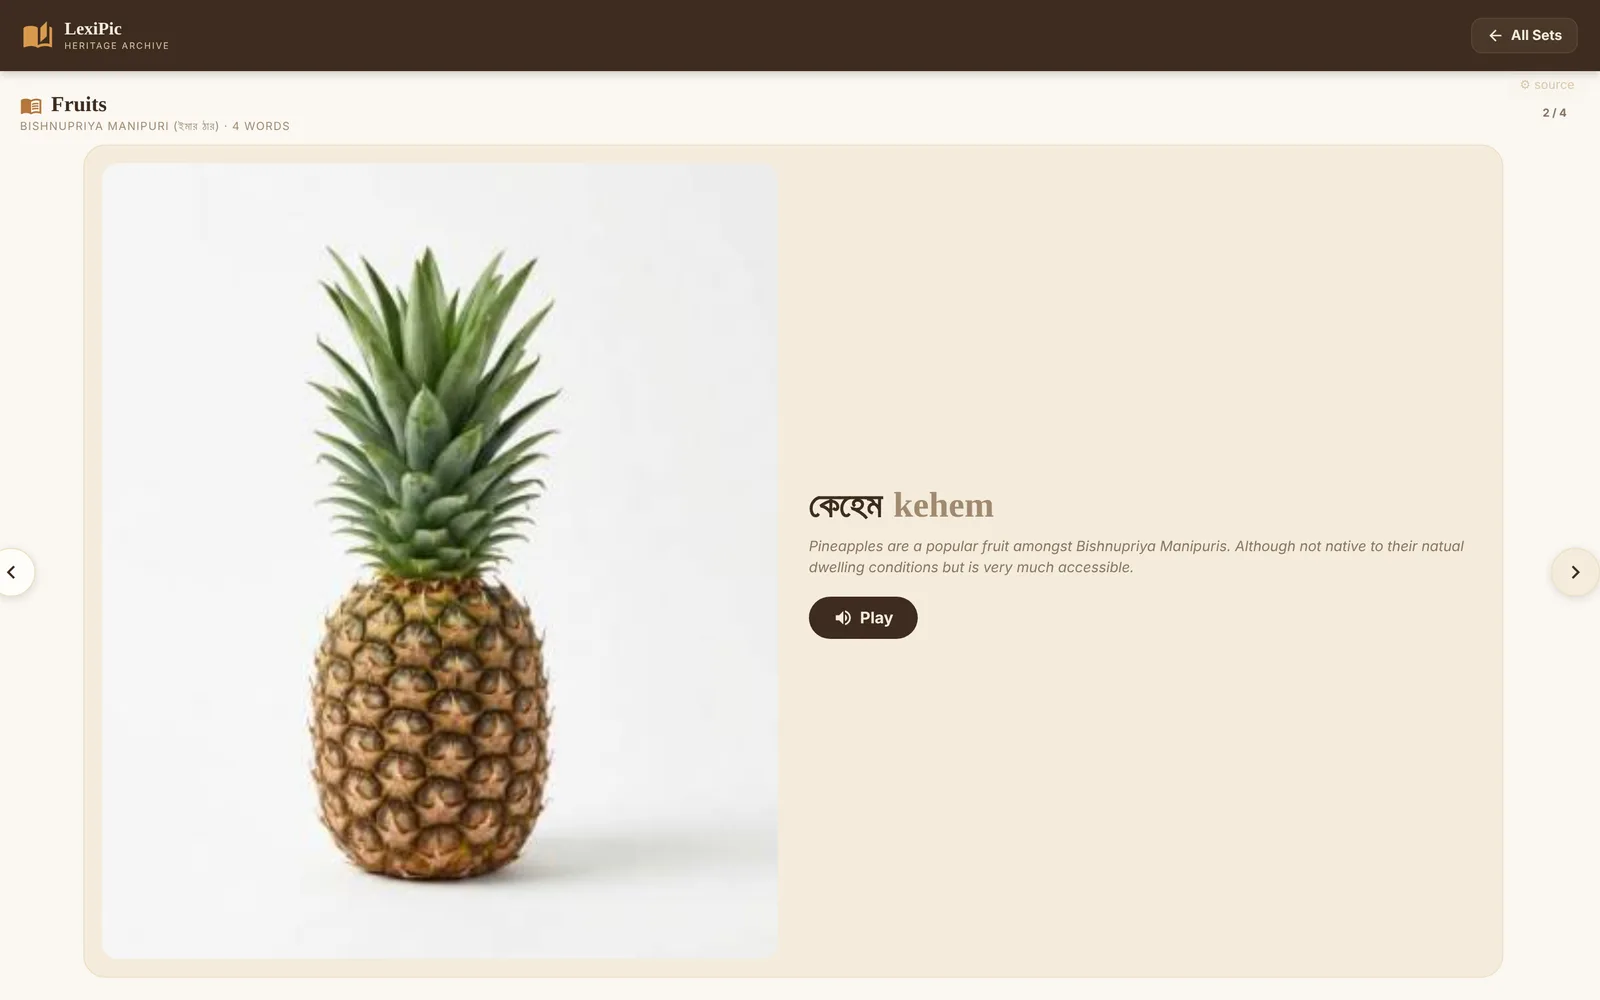 LexiPic
HERITAGE ARCHIVE
All Sets
source
Fruits
2 / 4
BISHNUPRIYA MANIPURI (ইমার ঠার) · 4 WORDS
কেহেম kehem
Pineapples are a popular fruit amongst Bishnupriya Manipuris. Although not native to their natual
dwelling conditions but is very much accessible.
Play